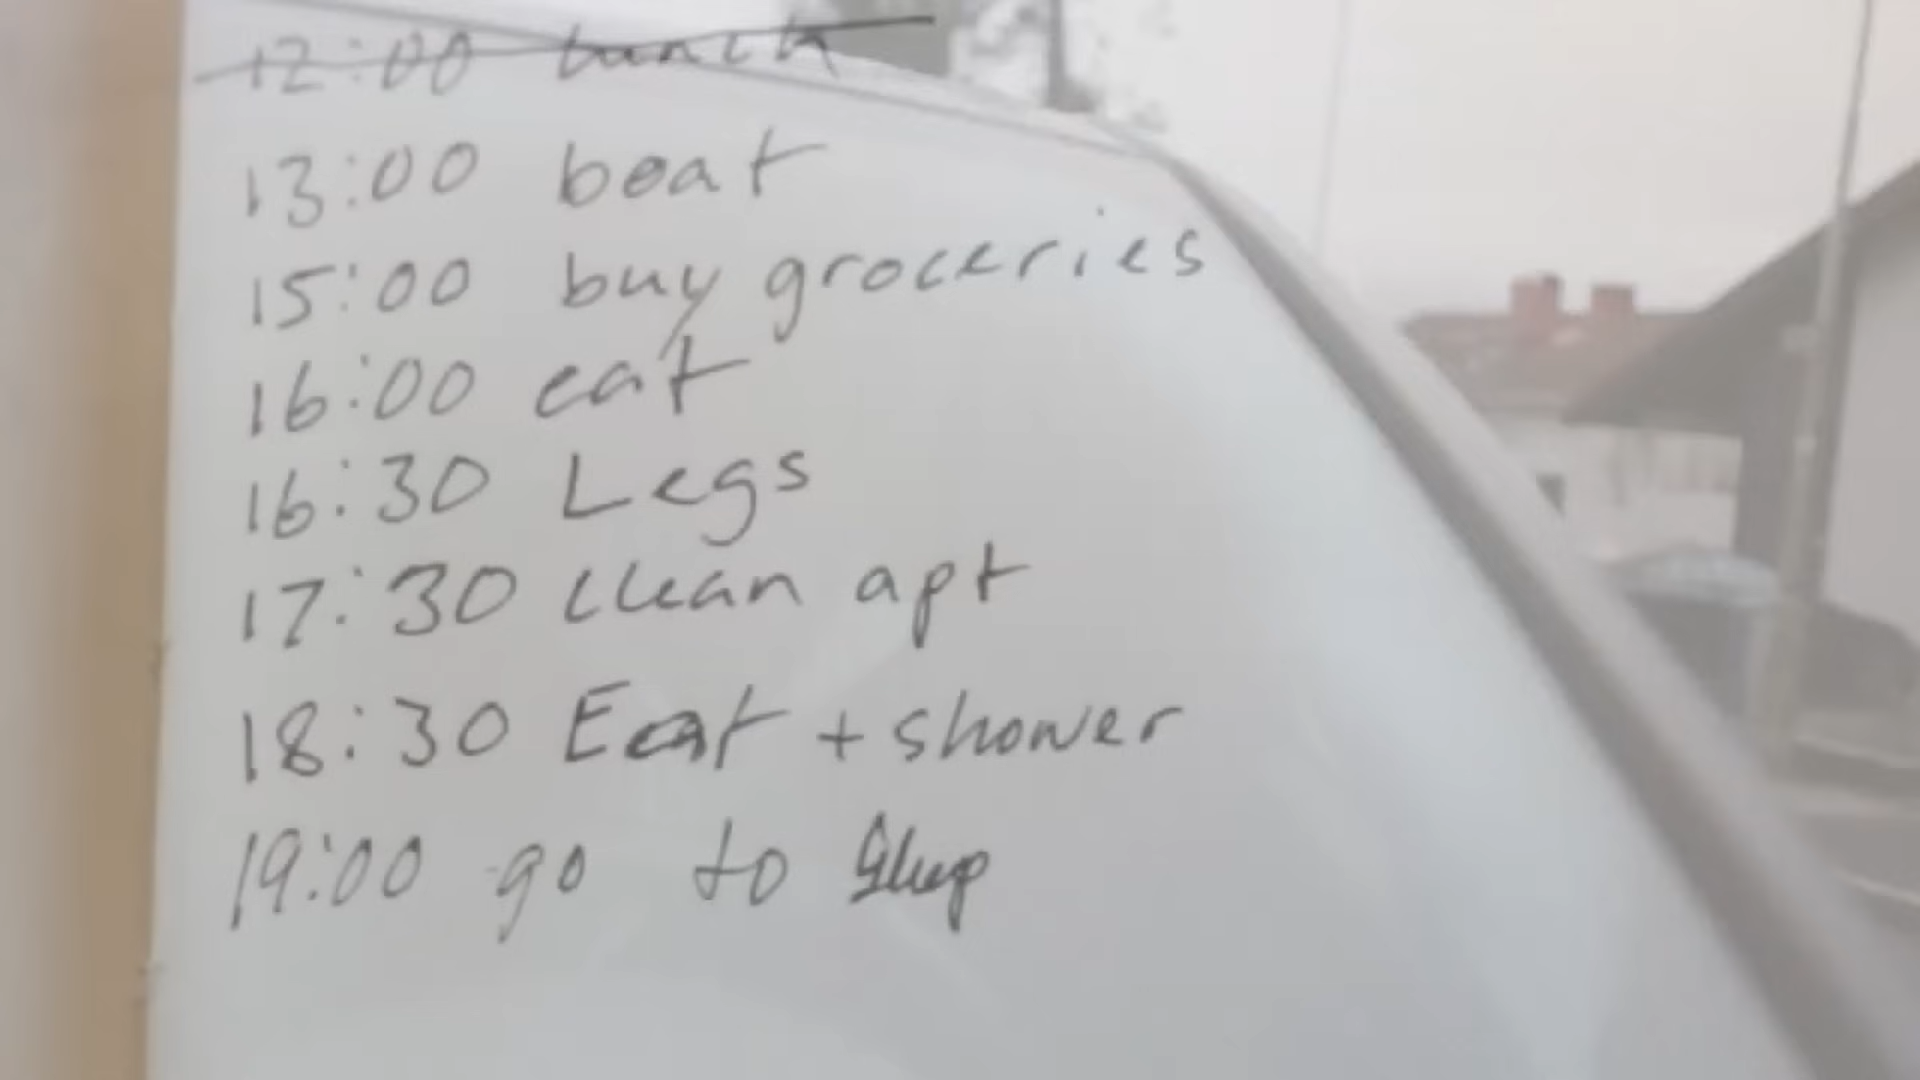 12:00 lunch
13:00 boat
15:00 buy groceries
16:00 eat
16:30 Legs
17:30 clean apt
18:30 Eat + shower
19:00 go to sleep